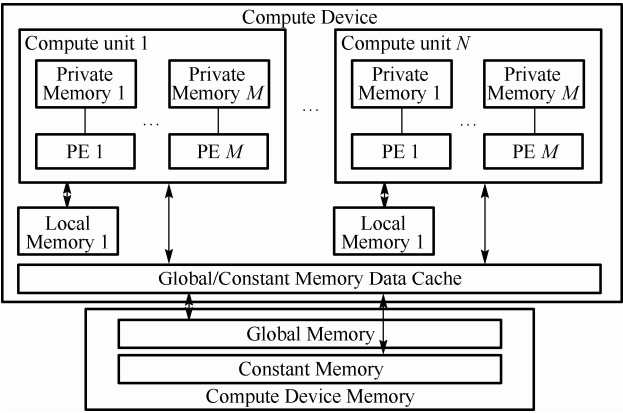 Compute Device
Compute unit 1
Compute unit N
Private
Memory 1
Private
Memory M
Private
Memory 1
Private
Memory M
...
...
...
PE 1
PE M
PE 1
PE M
Local
Memory 1
Local
Memory 1
Global/Constant Memory Data Cache
Global Memory
Constant Memory
Compute Device Memory